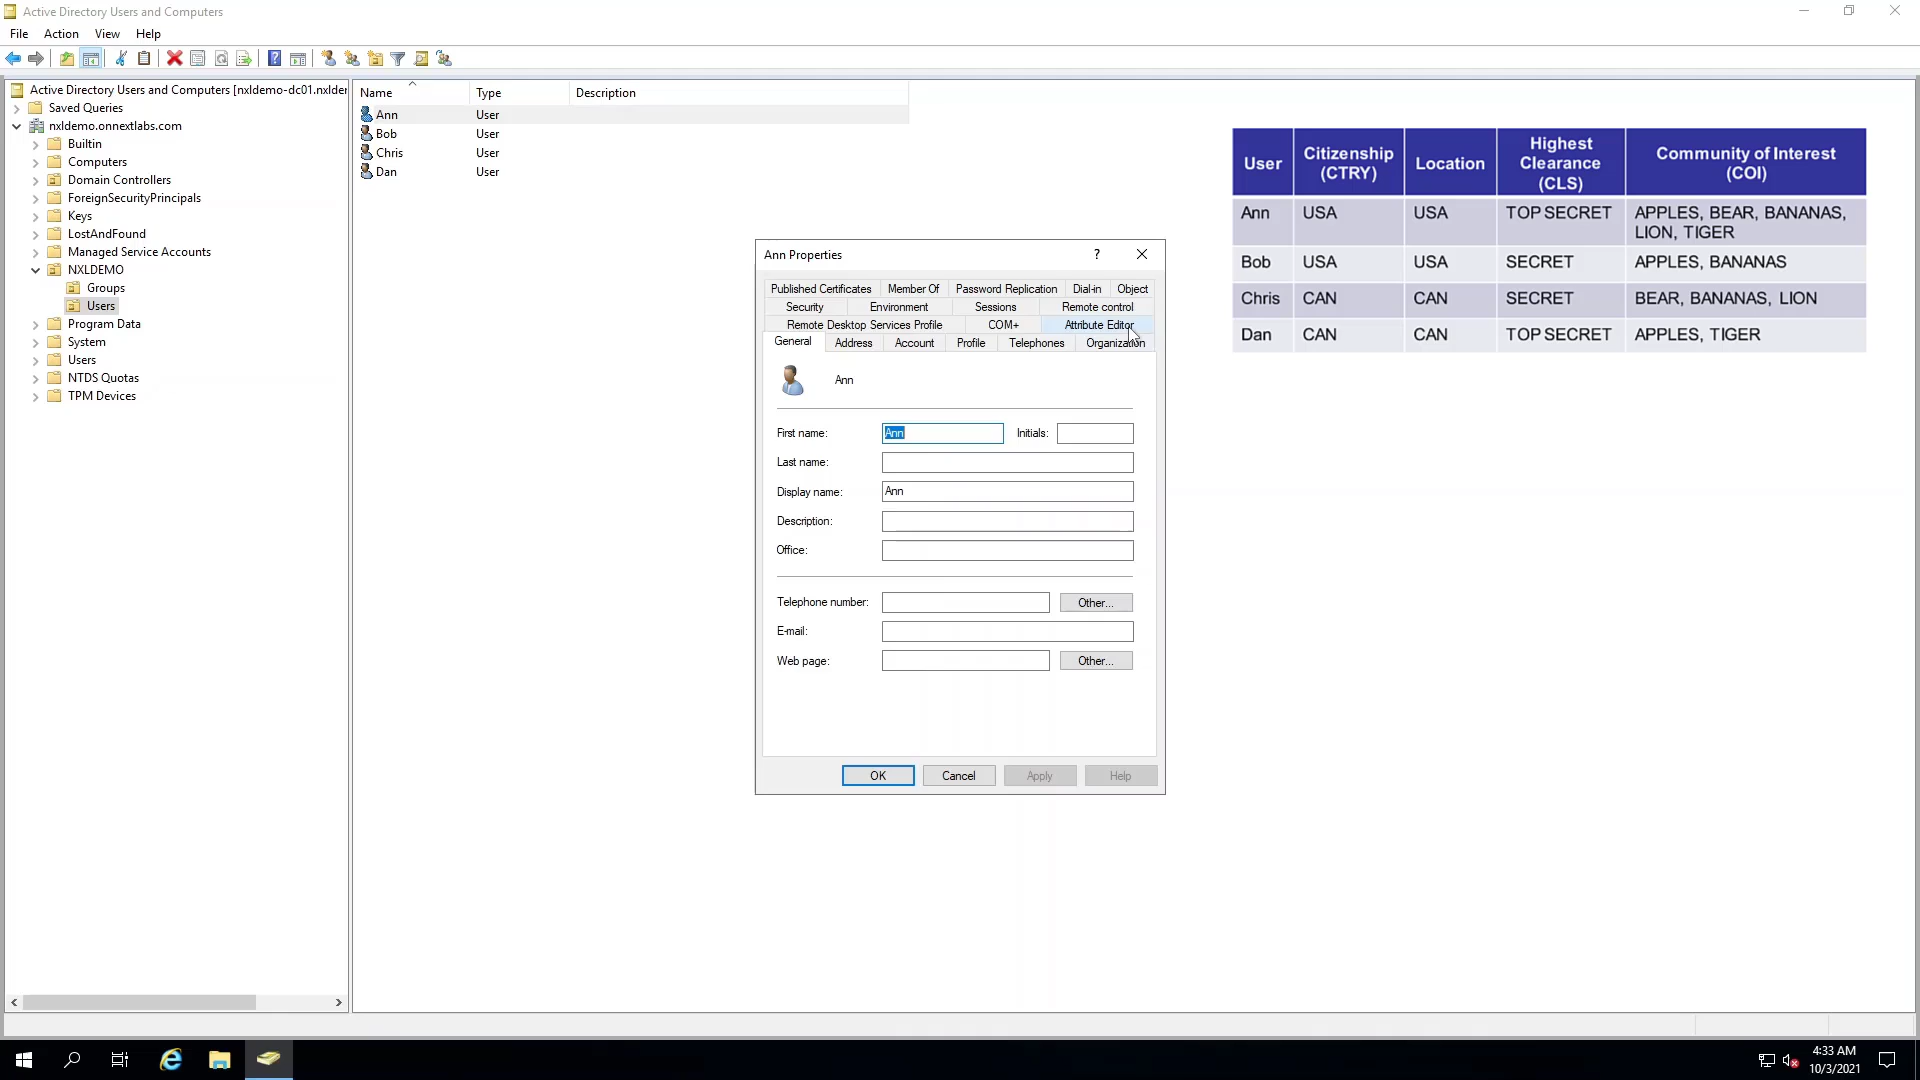 Active Directory Users and Computers
File Action View Help
Active Directory Users and Computers [nxldemo-dc01.nxlder
Saved Queries
nxldemo.onnextlabs.com
Builtin
Computers
Domain Controllers
ForeignSecurityPrincipals
Keys
LostAndFound
Managed Service Accounts
NXLDEMO
Groups
Users
Program Data
System
Users
NTDS Quotas
TPM Devices
Name Type Description
Ann User
Bob User
Chris User
Dan User
Ann Properties ?
Published Certificates Member Of Password Replication Dial-in Object
Security Environment Sessions Remote control
Remote Desktop Services Profile COM+ Attribute Editor
General Address Account Profile Telephones Organization
Ann
First name: Ann Initials:
Last name:
Display name: Ann
Description:
Office:
Telephone number: Other...
E-mail:
Web page: Other...
OK Cancel Apply Help
User Citizenship (CTRY) Location Highest Clearance (CLS) Community of Interest (COI)
Ann USA USA TOP SECRET APPLES, BEAR, BANANAS,
LION, TIGER
Bob USA USA SECRET APPLES, BANANAS
Chris CAN CAN SECRET BEAR, BANANAS, LION
Dan CAN CAN TOP SECRET APPLES, TIGER
4:33 AM
10/3/2021